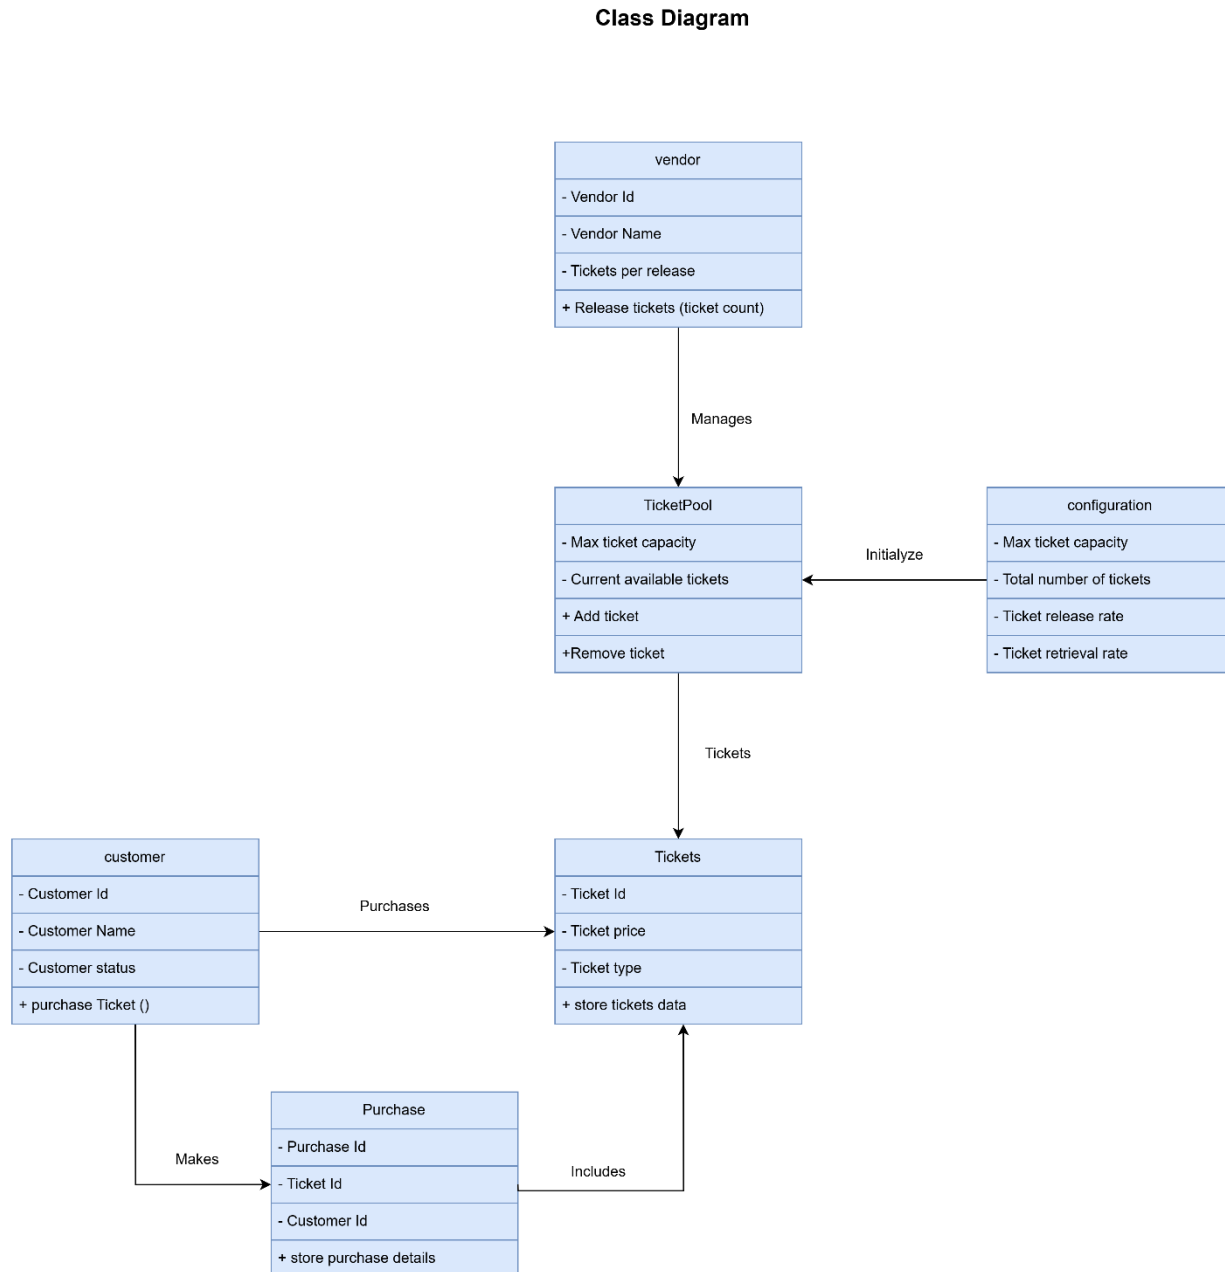 Class Diagram
vendor
- Vendor Id
- Vendor Name
- Tickets per release
+ Release tickets (ticket count)
Manages
TicketPool
- Max ticket capacity
- Current available tickets
+ Add ticket
+Remove ticket
Initialyze
configuration
- Max ticket capacity
- Total number of tickets
- Ticket release rate
- Ticket retrieval rate
Tickets
customer
- Customer Id
- Customer Name
- Customer status
+ purchase Ticket ()
Purchases
Tickets
- Ticket Id
- Ticket price
- Ticket type
+ store tickets data
Makes
Purchase
- Purchase Id
- Ticket Id
- Customer Id
+ store purchase details
Includes